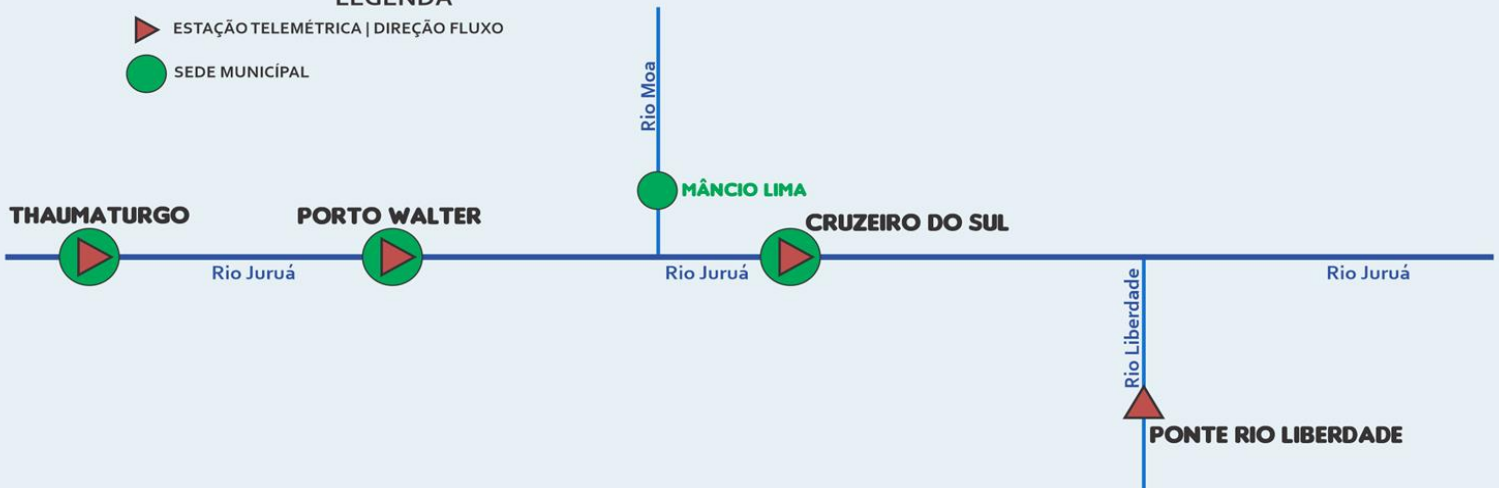 LEGENDA
ESTAÇÃO TELEMÉTRICA | DIREÇÃO FLUXO
SEDE MUNICÍPAL
Rio Moa
MÂNCIO LIMA
THAUMATURGO
PORTO WALTER
CRUZEIRO DO SUL
Rio Juruá
Rio Juruá
Rio Juruá
Rio Liberdade
PONTE RIO LIBERDADE